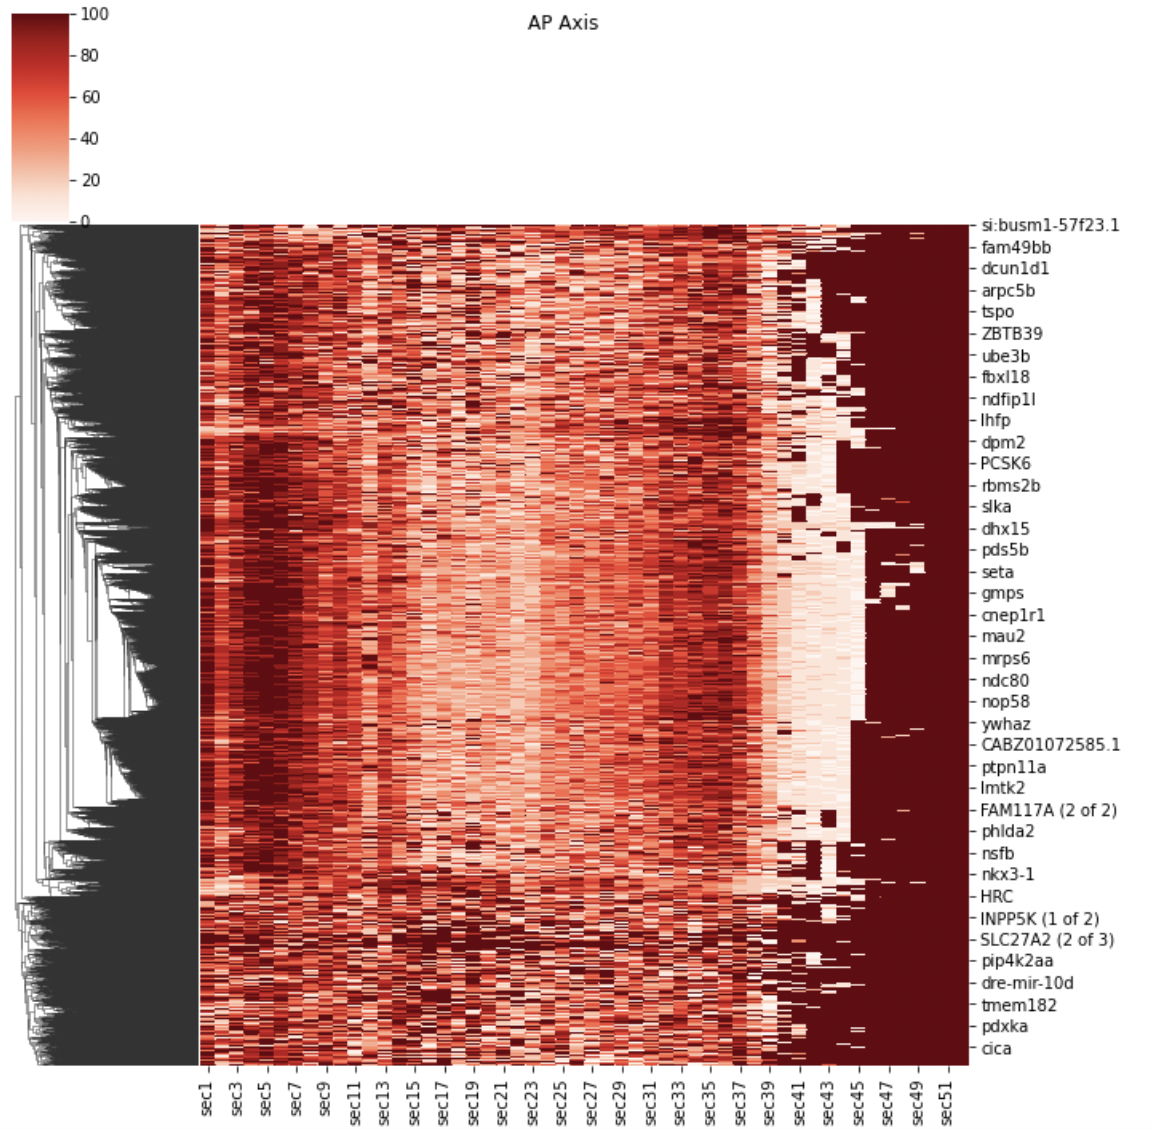 AP Axis
100
80
60
40
20
0
si:busm1-57f23.1
fam49bb
dcun1d1
arpc5b
tspo
ZBTB39
ube3b
fbxl18
ndfip1l
lhfp
dpm2
PCSK6
rbms2b
slka
dhx15
pds5b
seta
gmps
cnep1r1
mau2
mrps6
ndc80
nop58
ywhaz
CABZ01072585.1
ptpn11a
lmtk2
FAM117A (2 of 2)
phlda2
nsfb
nkx3-1
HRC
INPP5K (1 of 2)
SLC27A2 (2 of 3)
pip4k2aa
dre-mir-10d
tmem182
pdxka
cica
sec1
sec3
sec5
sec7
sec9
sec11
sec13
sec15
sec17
sec19
sec21
sec23
sec25
sec27
sec29
sec31
sec33
sec35
sec37
sec39
sec41
sec43
sec45
sec47
sec49
sec51